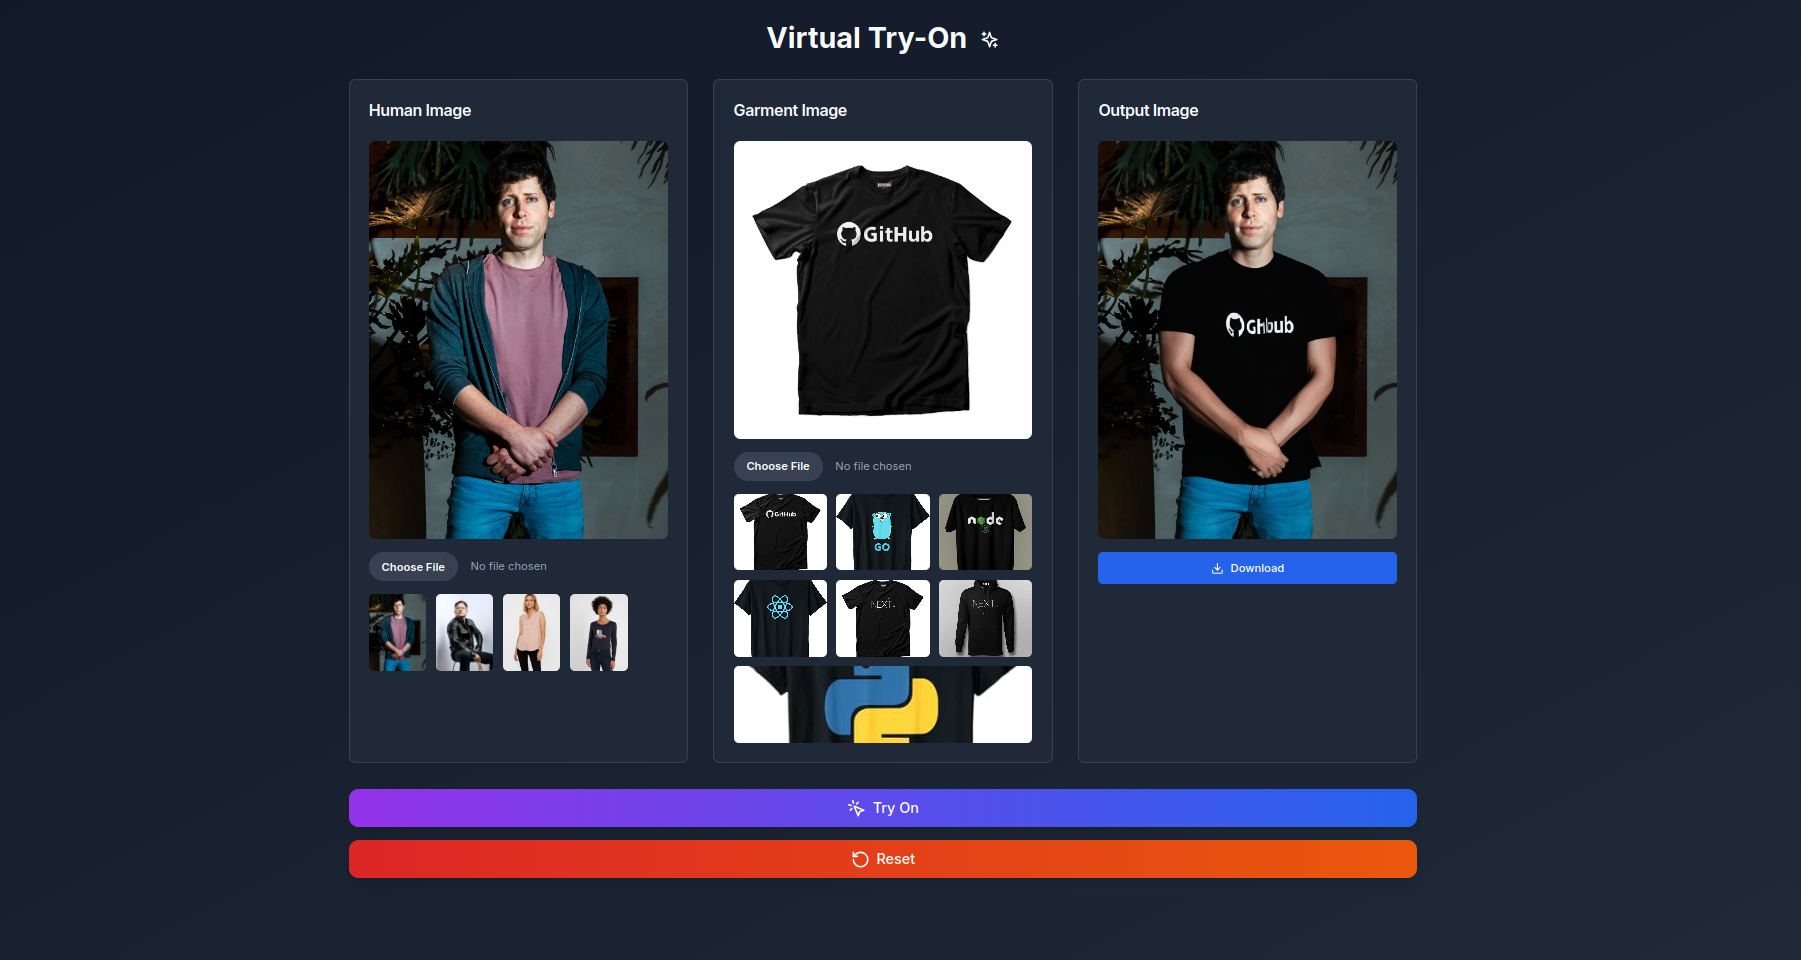 Virtual Try-On
Human Image
Choose File
No file chosen
Garment Image
GitHub
Choose File
No file chosen
GitHub
GO
node
NEXT
NEXT
Output Image
Ghbub
Download
Try On
Reset